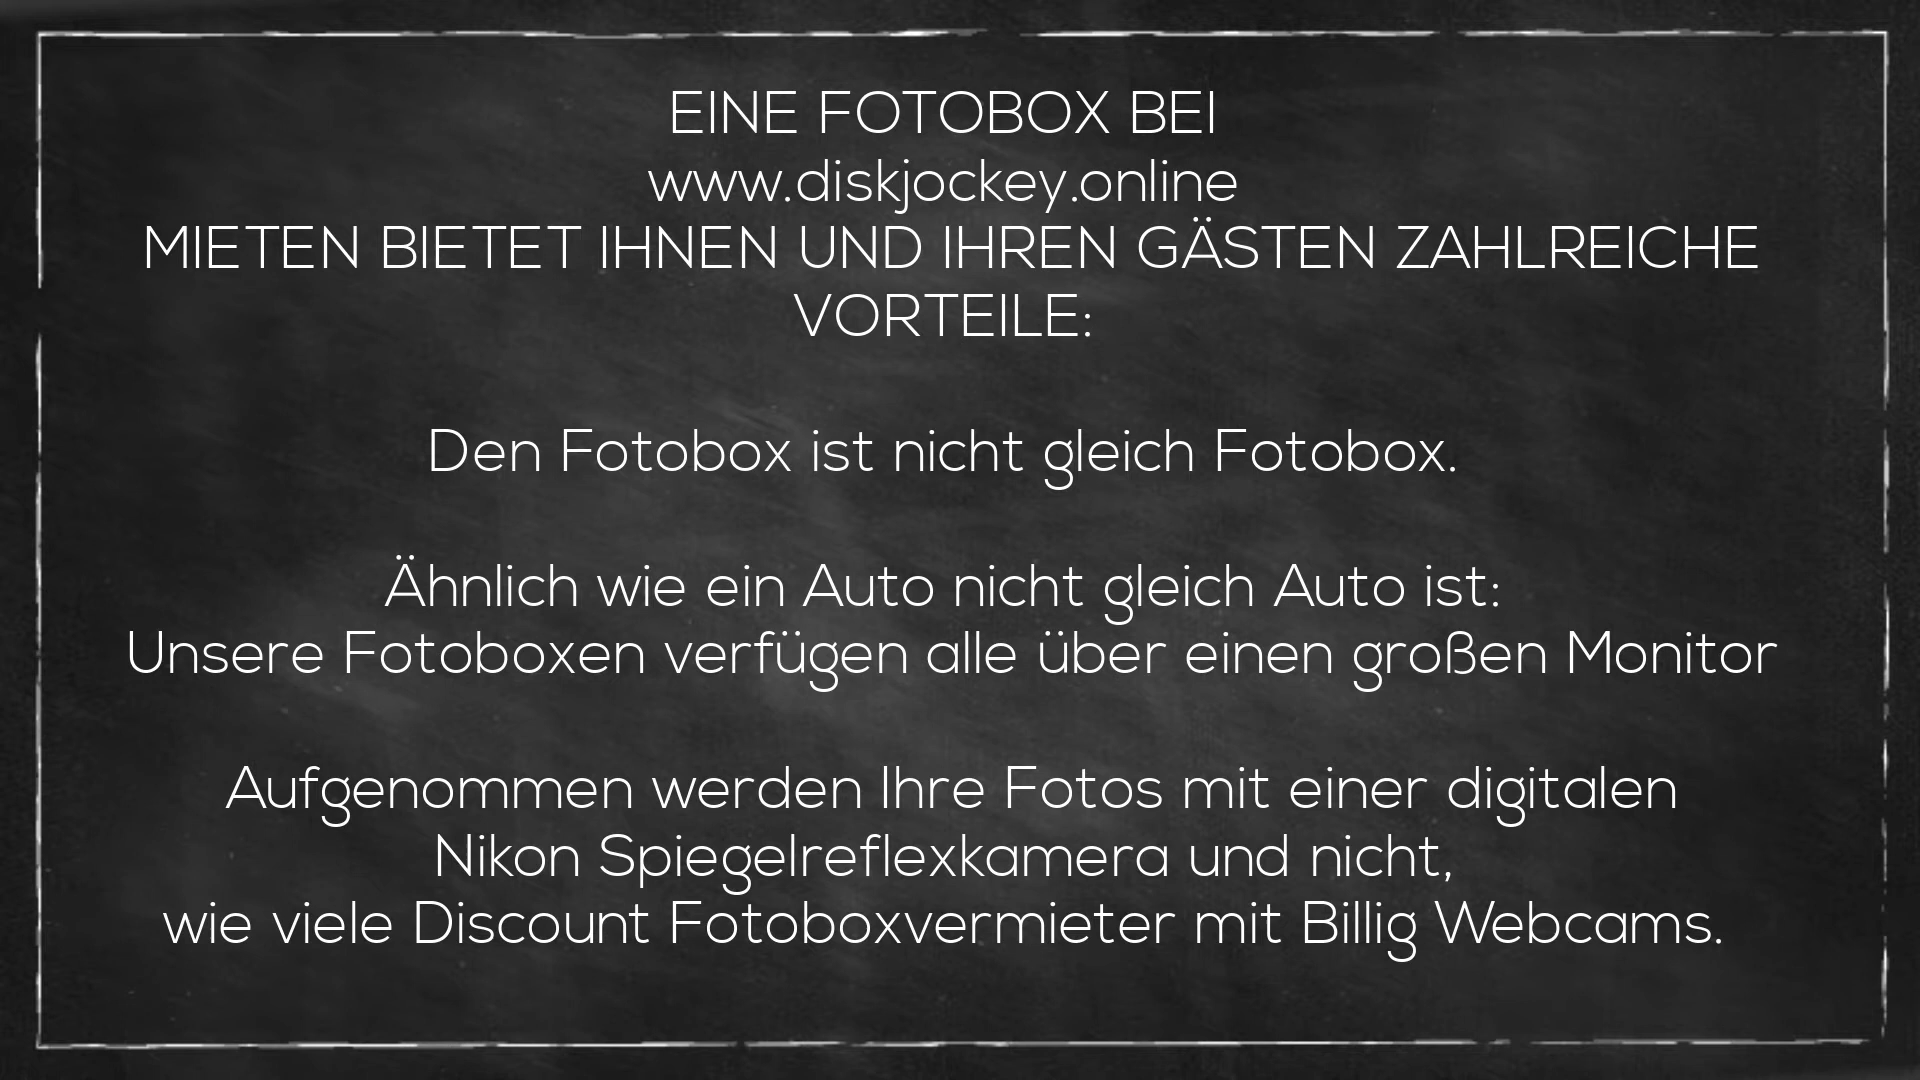 EINE FOTOBOX BEI
www.diskjockey.online
MIETEN BIETET IHNEN UND IHREN GÄSTEN ZAHLREICHE
VORTEILE:
Den Fotobox ist nicht gleich Fotobox.
Ähnlich wie ein Auto nicht gleich Auto ist:
Unsere Fotoboxen verfügen alle über einen großen Monitor
Aufgenommen werden Ihre Fotos mit einer digitalen
Nikon Spiegelreflexkamera und nicht,
wie viele Discount Fotoboxvermieter mit Billig Webcams.